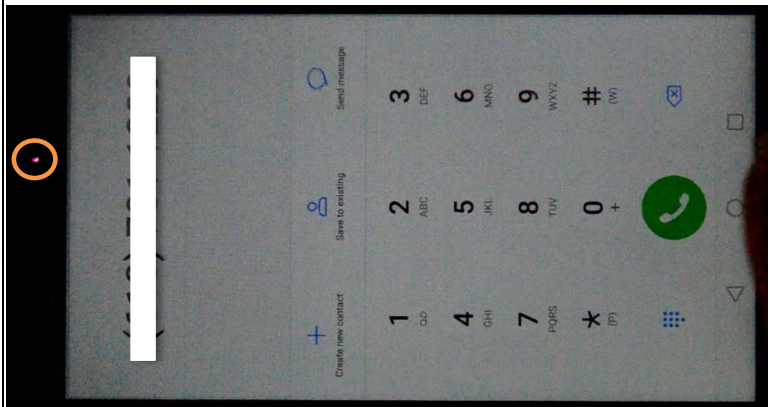 Create new contact
Save to existing
Send message
1
2 ABC
3 DEF
4 GHI
5 JKL
6 MNO
7 PQRS
8 TUV
9 WXYZ
* (P)
0 +
# (W)